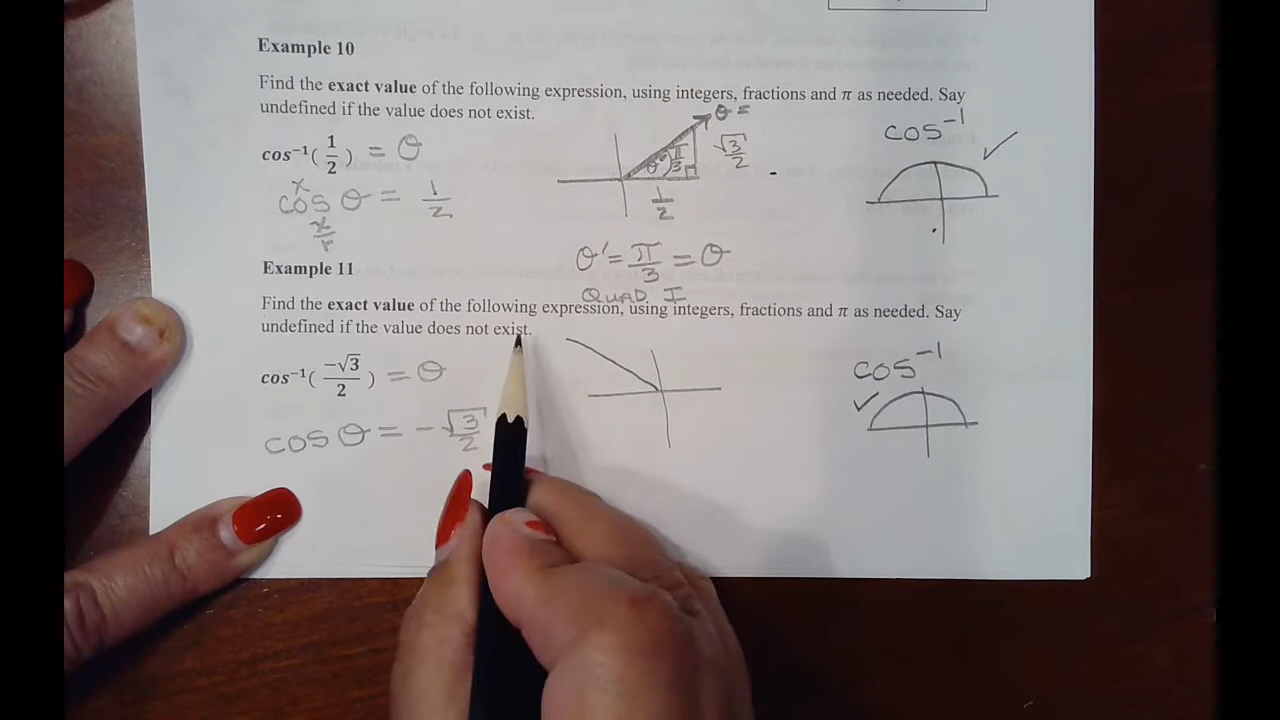 Example 10
Find the exact value of the following expression, using integers, fractions and π as needed. Say
undefined if the value does not exist.
cos⁻¹(1/2) = θ
x
cos θ = 1/2
x/r
θ =
θ' π/3
√3/2
1/2
cos⁻¹ ✓
θ' = π/3 = θ
QUAD. I
Example 11
Find the exact value of the following expression, using integers, fractions and π as needed. Say
undefined if the value does not exist.
cos⁻¹(-√3/2) = θ
cos θ = -√3/2
cos⁻¹
✓